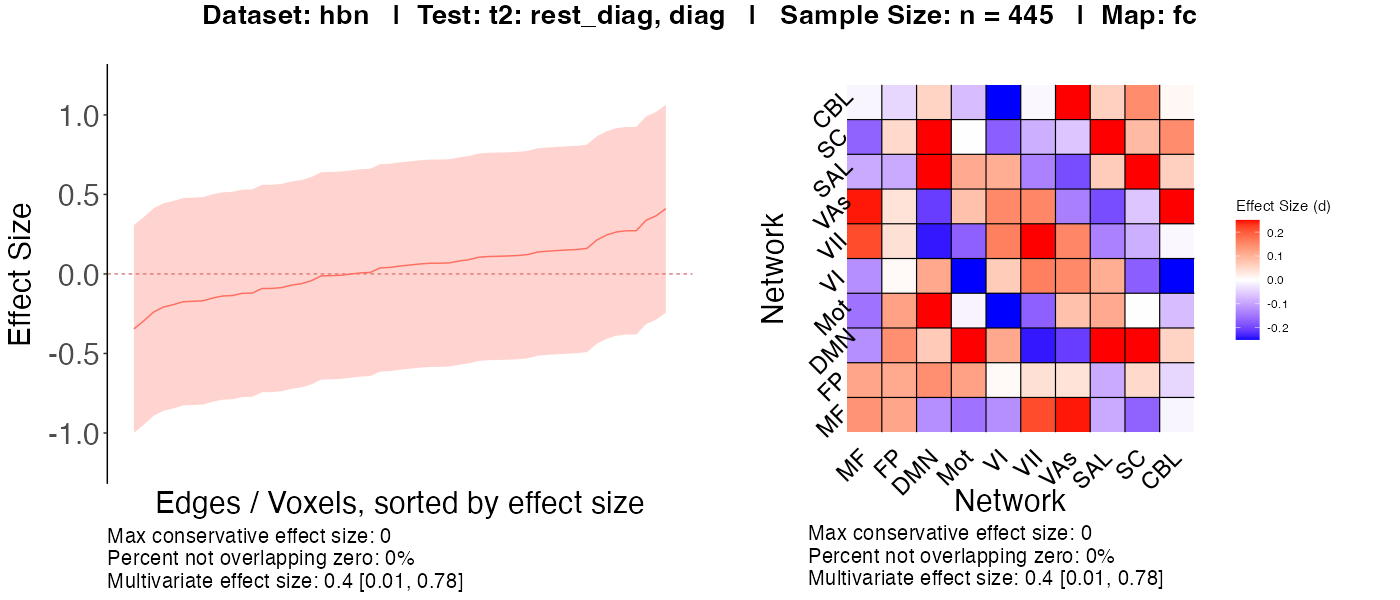 Dataset: hbn | Test: t2: rest_diag, diag | Sample Size: n = 445 | Map: fc
Effect Size
1.0
0.5
0.0
-0.5
-1.0
Edges / Voxels, sorted by effect size
Max conservative effect size: 0
Percent not overlapping zero: 0%
Multivariate effect size: 0.4 [0.01, 0.78]
Network
CBL
SC
SAL
VAs
VII
VI
Mot
DMN
FP
MF
MF FP DMN Mot VI VII VAs SAL SC CBL
Network
Max conservative effect size: 0
Percent not overlapping zero: 0%
Multivariate effect size: 0.4 [0.01, 0.78]
Effect Size (d)
0.2
0.1
0.0
-0.1
-0.2